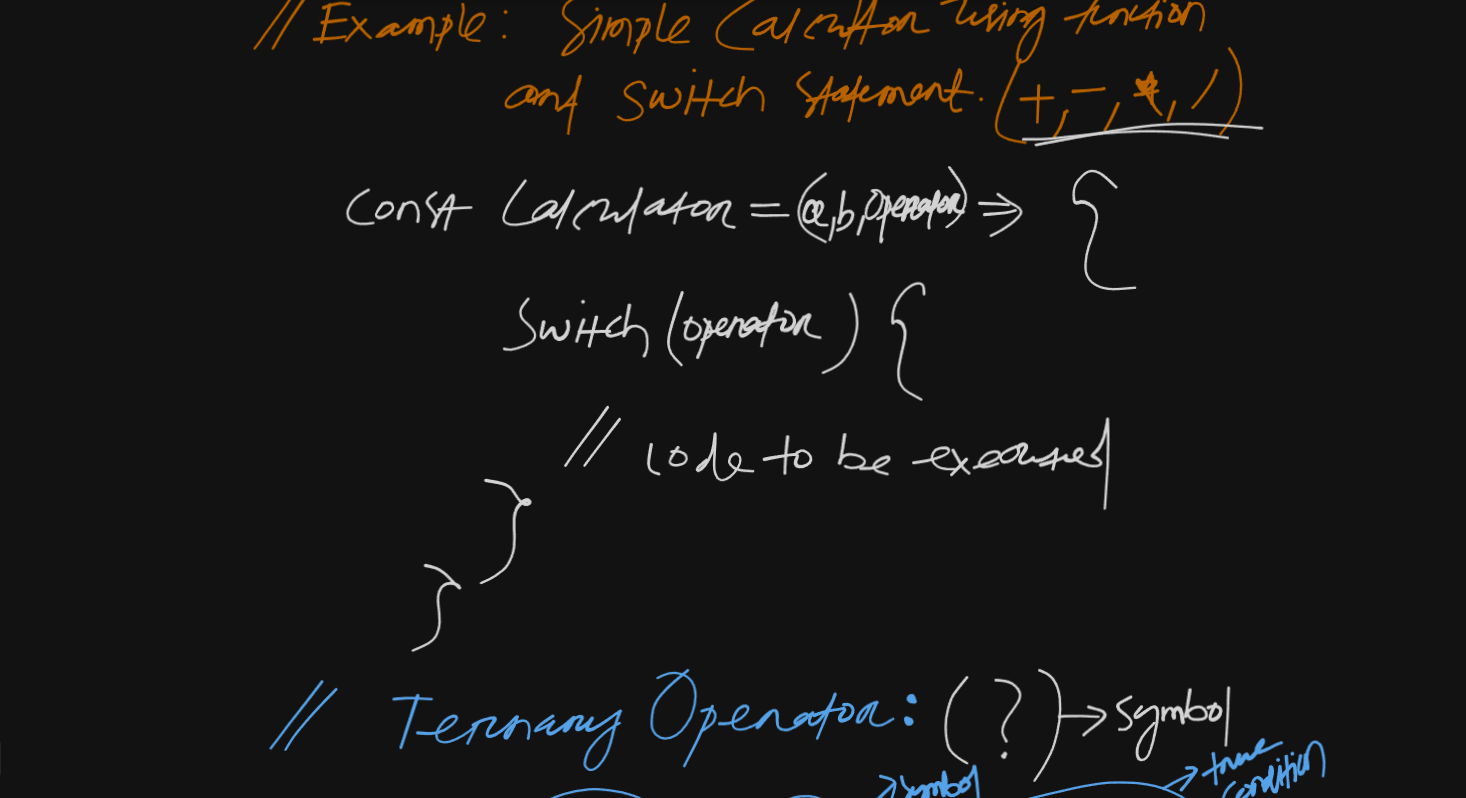 // Example: Simple Calculator using function
and Switch Statement. (+, -, *, /)
const Calculator = (a, b, operator) => {
Switch (operator) {
// code to be executed
}
}
// Ternary Operator: (?) → symbol
→ symbol → true
condition